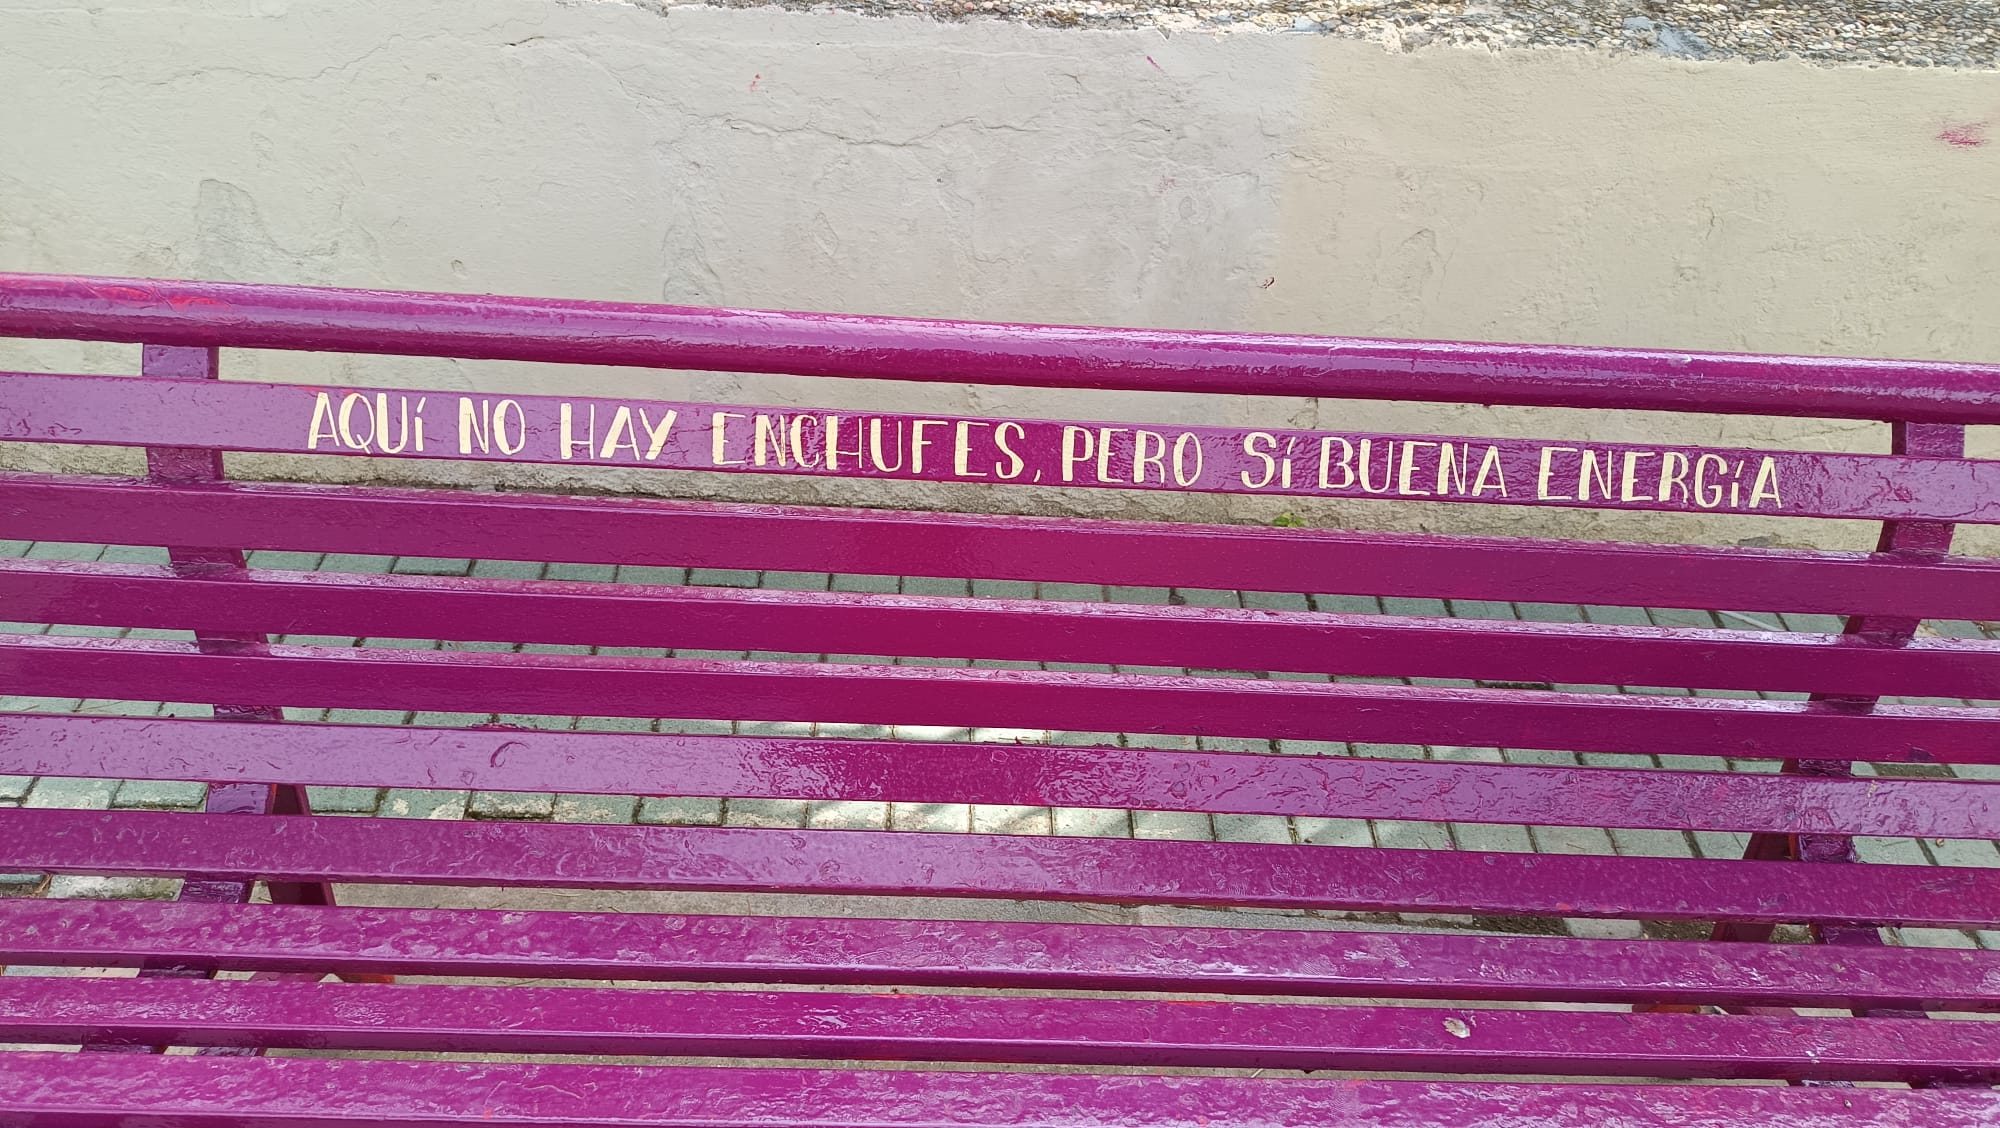 AQUÍ NO HAY ENCHUFES, PERO SÍ BUENA ENERGÍA